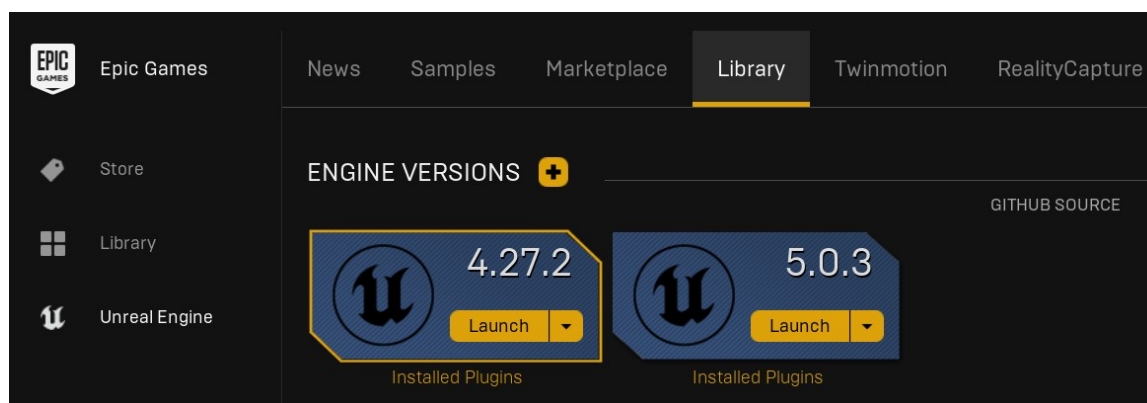 EPIC GAMES
Epic Games
News Samples Marketplace Library Twinmotion RealityCapture
Store
ENGINE VERSIONS
GITHUB SOURCE
Library
4.27.2 5.0.3
Unreal Engine
Launch Launch
Installed Plugins Installed Plugins